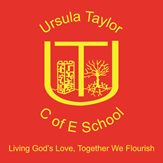 Ursula Taylor
C of E School
Living God's Love, Together We Flourish